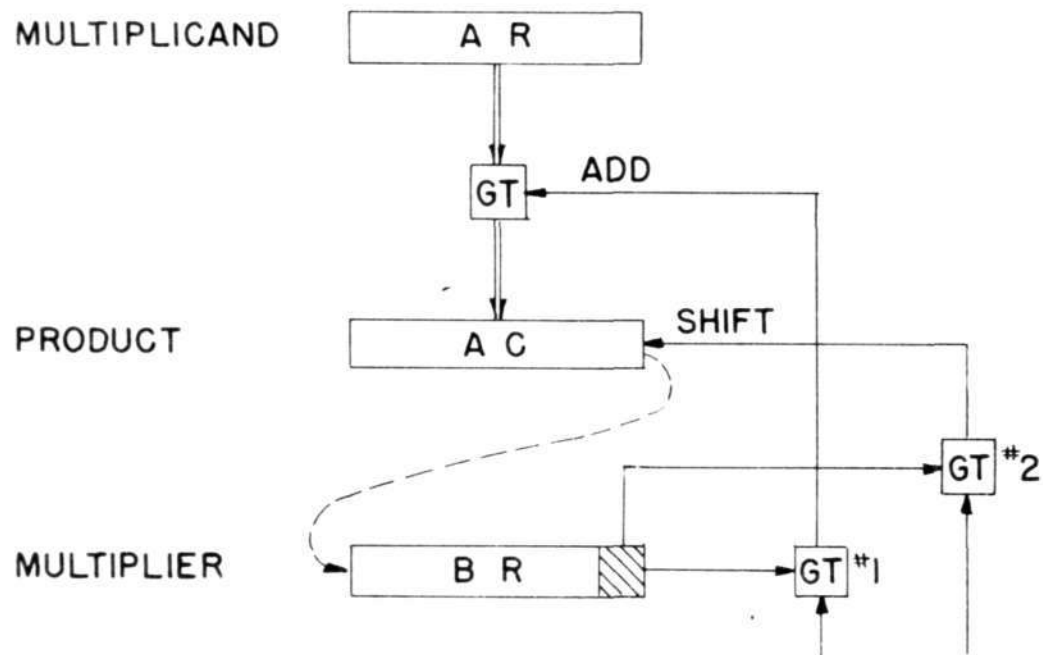 MULTIPLICAND
A R
GT
ADD
PRODUCT
A C
SHIFT
GT #2
MULTIPLIER
B R
GT #1